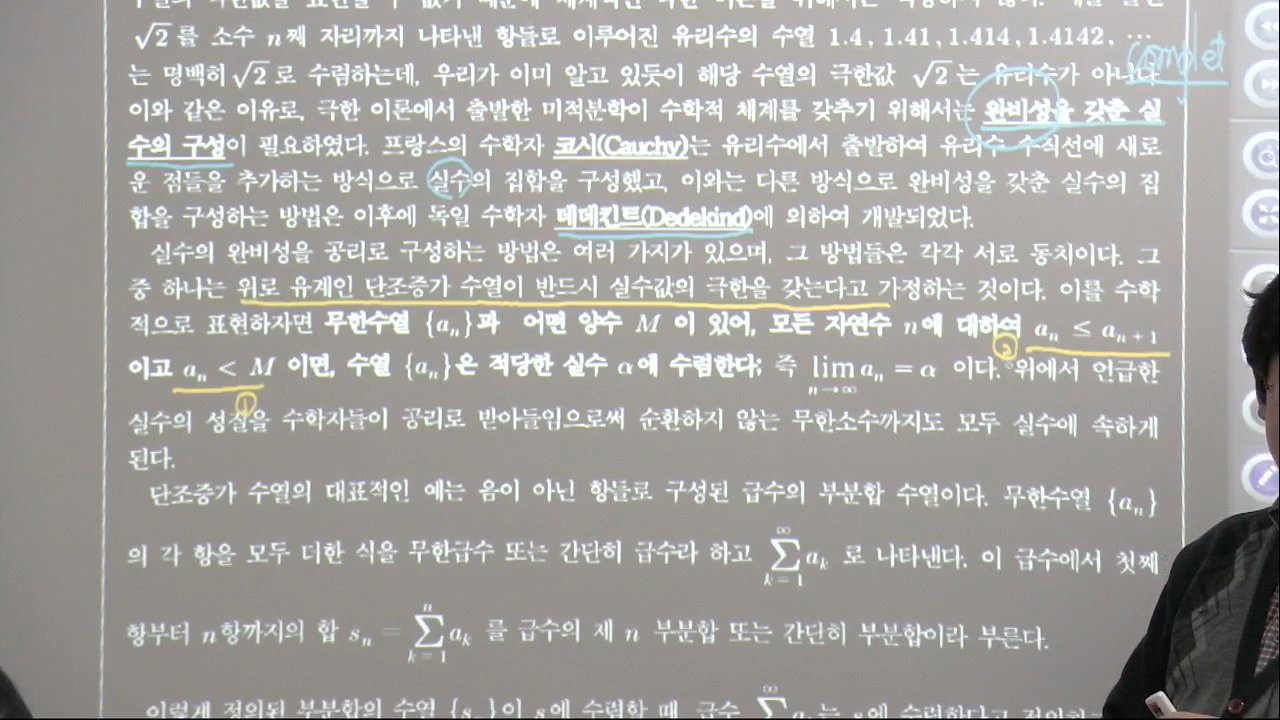 √2를 소수 n째 자리까지 나타낸 항들로 이루어진 유리수의 수열 1.4, 1.41, 1.414, 1.4142, …
complet
는 명백히 √2로 수렴하는데, 우리가 이미 알고 있듯이 해당 수열의 극한값 √2는 유리수가 아니다
이와 같은 이유로, 극한 이론에서 출발한 미적분학이 수학적 체계를 갖추기 위해서는 완비성을 갖춘 실
수의 구성이 필요하였다. 프랑스의 수학자 코시(Cauchy)는 유리수에서 출발하여 유리수 수직선에 새로
운 점들을 추가하는 방식으로 실수의 집합을 구성했고, 이와는 다른 방식으로 완비성을 갖춘 실수의 집
합을 구성하는 방법은 이후에 독일 수학자 데데킨트(Dedekind)에 의하여 개발되었다.
실수의 완비성을 공리로 구성하는 방법은 여러 가지가 있으며, 그 방법들은 각각 서로 동치이다. 그
중 하나는 위로 유계인 단조증가 수열이 반드시 실수값의 극한을 갖는다고 가정하는 것이다. 이를 수학
적으로 표현하자면 무한수열 {aₙ}과 어떤 양수 M 이 있어, 모든 자연수 n에 대하여 aₙ ≤ aₙ₊₁
②
이고 aₙ < M 이면, 수열 {aₙ}은 적당한 실수 α에 수렴한다; 즉 lim n→∞ aₙ = α 이다. 위에서 언급한
①
실수의 성질을 수학자들이 공리로 받아들임으로써 순환하지 않는 무한소수까지도 모두 실수에 속하게
된다.
단조증가 수열의 대표적인 예는 음이 아닌 항들로 구성된 급수의 부분합 수열이다. 무한수열 {aₙ}
의 각 항을 모두 더한 식을 무한급수 또는 간단히 급수라 하고 ∑ k=1 ∞ aₖ 로 나타낸다. 이 급수에서 첫째
항부터 n항까지의 합 sₙ = ∑ k=1 n aₖ 를 급수의 제 n 부분합 또는 간단히 부분합이라 부른다.
이렇게 정의된 부분합의 수열 {sₙ}이 s에 수렴할 때, 급수